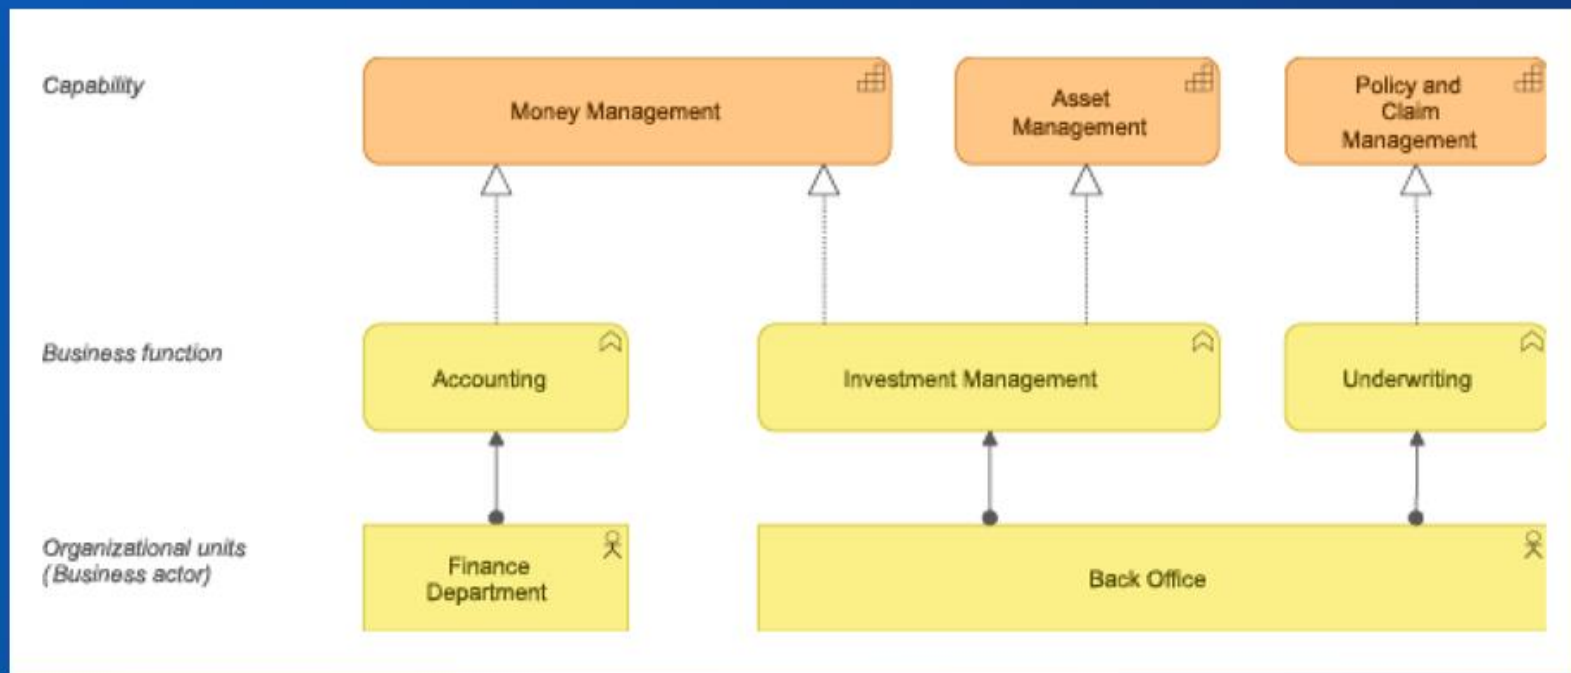 Capability
Money Management
Asset
Management
Policy and
Claim
Management
Business function
Accounting
Investment Management
Underwriting
Organizational units
(Business actor)
Finance
Department
Back Office